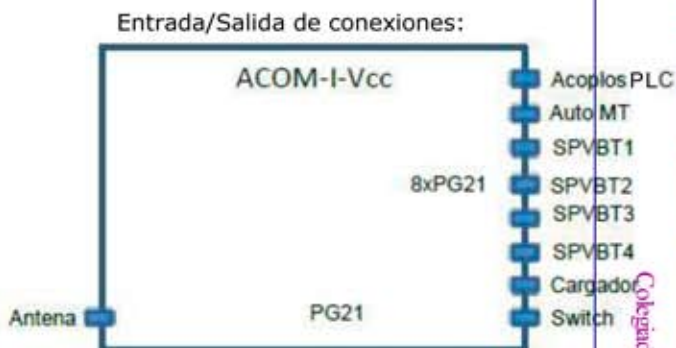 Entrada/Salida de conexiones:
ACOM-I-Vcc
Acoplos PLC
Auto MT
SPVBT1
8xPG21
SPVBT2
SPVBT3
SPVBT4
Cargador
Antena
PG21
Switch